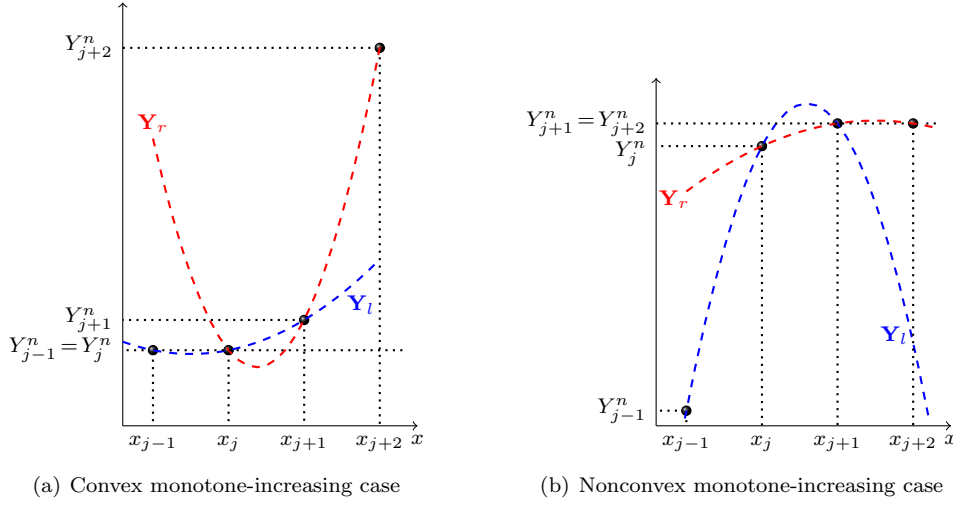 Y^n_{j+2}
Y_r
Y^n_{j+1}
Y_l
Y^n_{j-1} = Y^n_j
x_{j-1} x_j x_{j+1} x_{j+2} x
(a) Convex monotone-increasing case
Y^n_{j+1} = Y^n_{j+2}
Y^n_j
Y_r
Y_l
Y^n_{j-1}
x_{j-1} x_j x_{j+1} x_{j+2} x
(b) Nonconvex monotone-increasing case